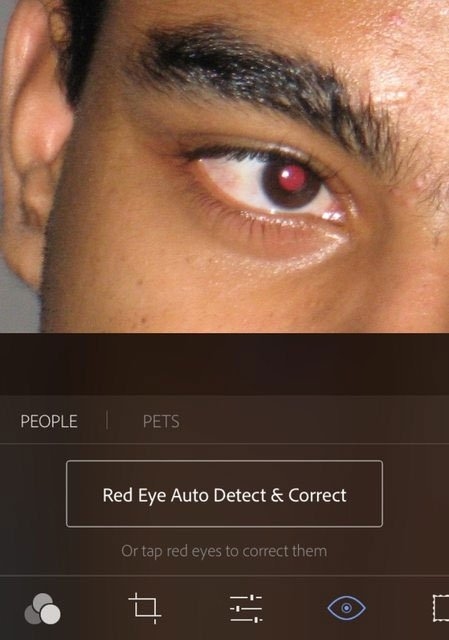 PEOPLE | PETS
Red Eye Auto Detect & Correct
Or tap red eyes to correct them